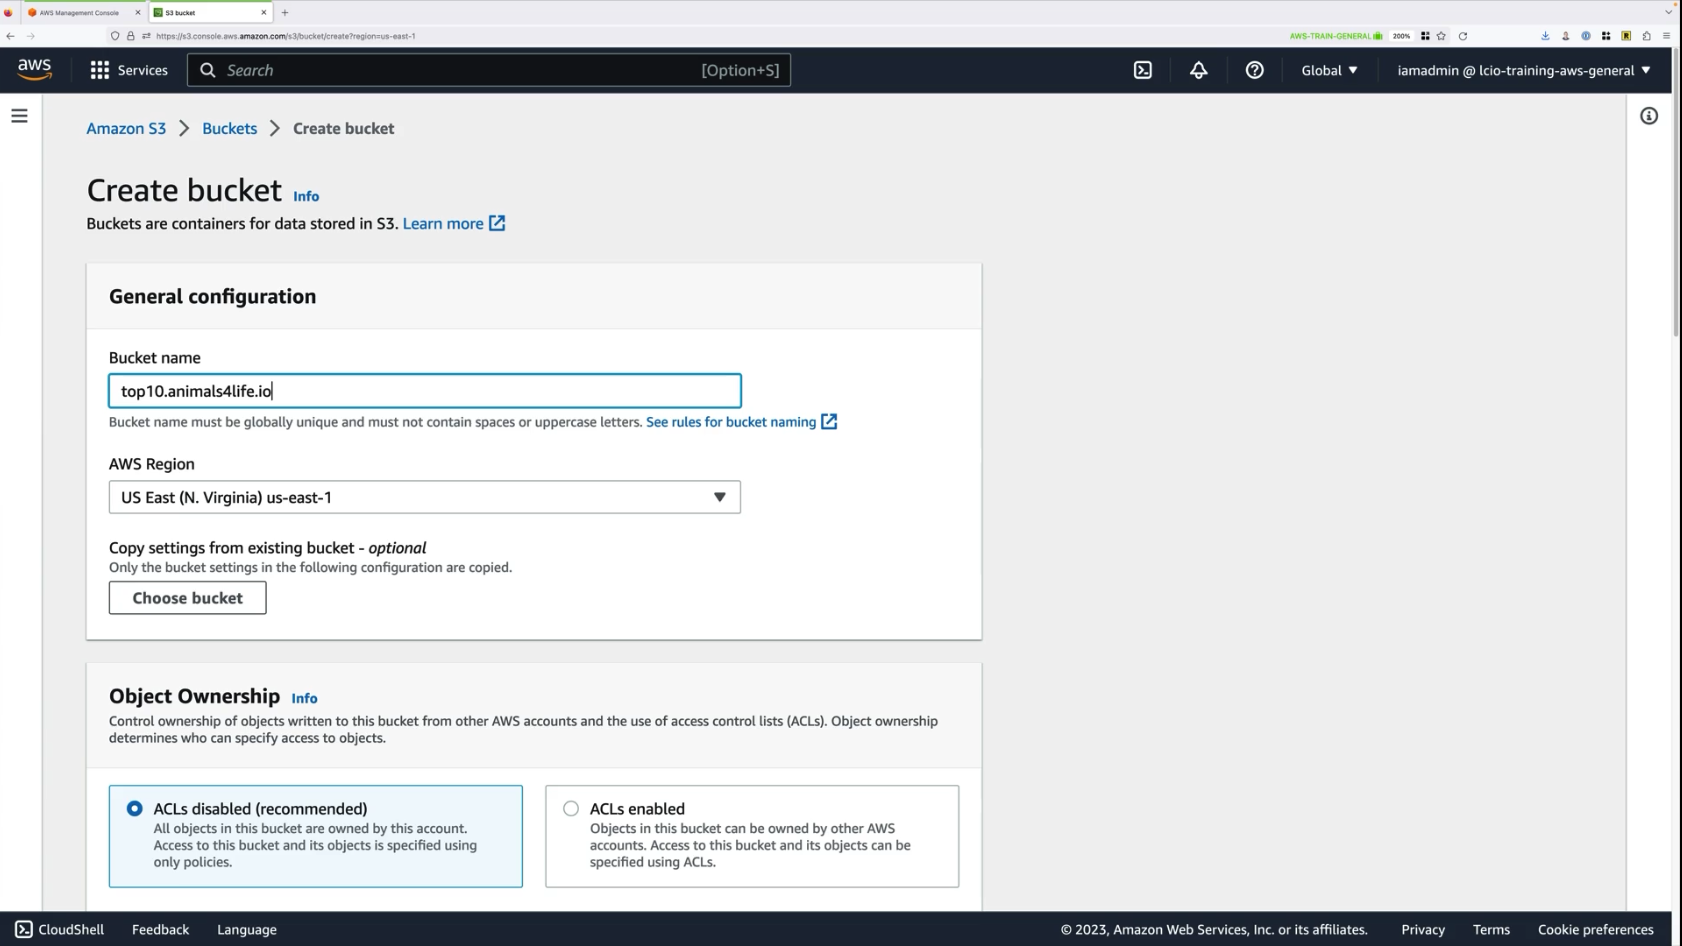 AWS Management Console
S3 bucket
https://s3.console.aws.amazon.com/s3/bucket/create?region=us-east-1
AWS-TRAIN-GENERAL
200%
aws
Services
Search
[Option+S]
Global
iamadmin @ lcio-training-aws-general
Amazon S3 > Buckets > Create bucket
Create bucket Info
Buckets are containers for data stored in S3. Learn more
General configuration
Bucket name
top10.animals4life.io
Bucket name must be globally unique and must not contain spaces or uppercase letters. See rules for bucket naming
AWS Region
US East (N. Virginia) us-east-1
Copy settings from existing bucket - optional
Only the bucket settings in the following configuration are copied.
Choose bucket
Object Ownership Info
Control ownership of objects written to this bucket from other AWS accounts and the use of access control lists (ACLs). Object ownership
determines who can specify access to objects.
ACLs disabled (recommended)
All objects in this bucket are owned by this account.
Access to this bucket and its objects is specified using
only policies.
ACLs enabled
Objects in this bucket can be owned by other AWS
accounts. Access to this bucket and its objects can be
specified using ACLs.
CloudShell
Feedback
Language
© 2023, Amazon Web Services, Inc. or its affiliates.
Privacy
Terms
Cookie preferences